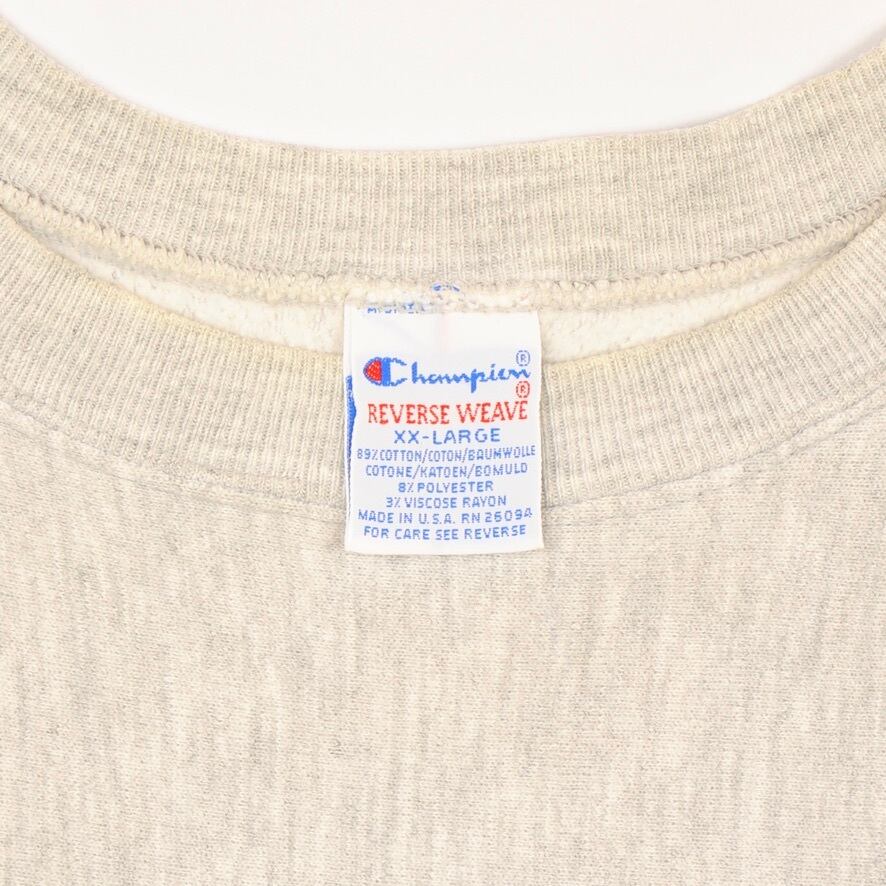 Champion®
REVERSE WEAVE®
XX-LARGE
89% COTTON/COTON/BAUMWOLLE
COTONE/KATOEN/BOMULD
8% POLYESTER
3% VISCOSE RAYON
MADE IN U.S.A. RN 26094
FOR CARE SEE REVERSE